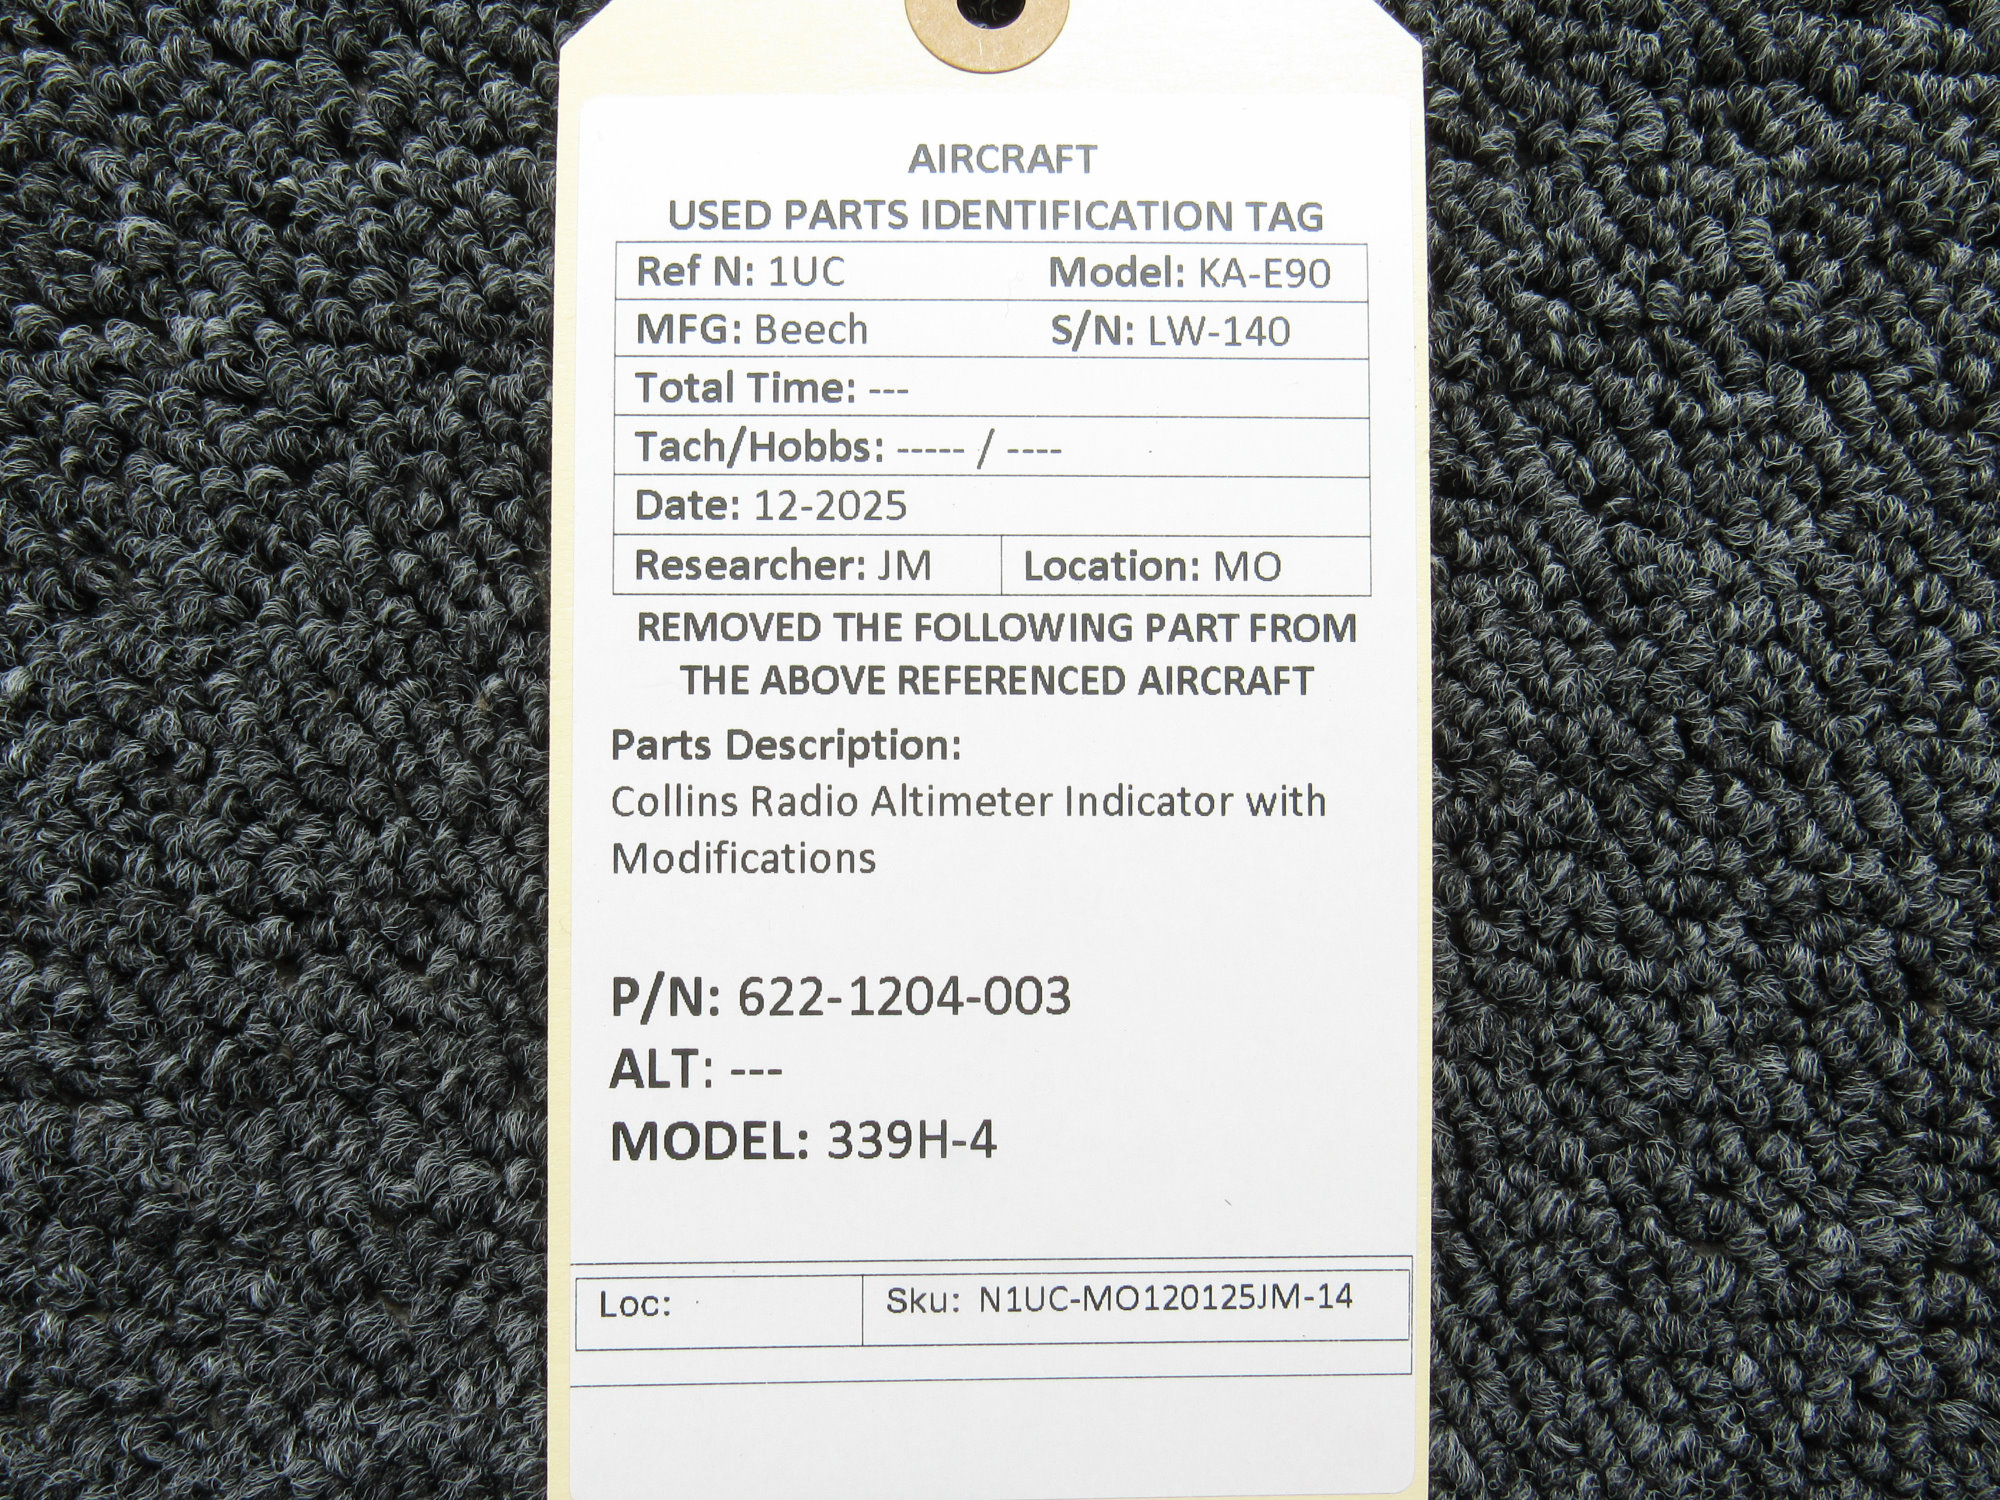 AIRCRAFT
USED PARTS IDENTIFICATION TAG
Ref N: 1UC Model: KA-E90
MFG: Beech S/N: LW-140
Total Time: ---
Tach/Hobbs: ----- / ----
Date: 12-2025
Researcher: JM Location: MO
REMOVED THE FOLLOWING PART FROM
THE ABOVE REFERENCED AIRCRAFT
Parts Description:
Collins Radio Altimeter Indicator with
Modifications
P/N: 622-1204-003
ALT: ---
MODEL: 339H-4
Loc: Sku: N1UC-MO120125JM-14